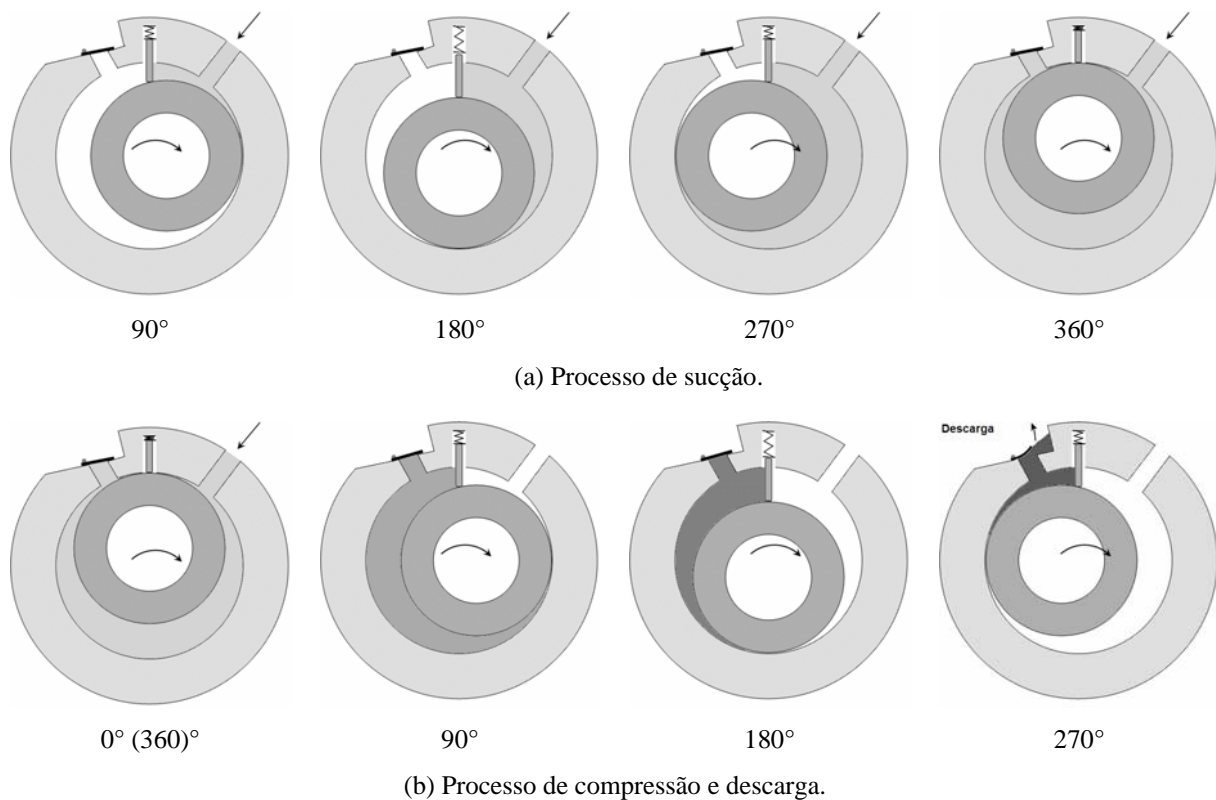 90° 180° 270° 360°
(a) Processo de sucção.
Descarga
0° (360)° 90° 180° 270°
(b) Processo de compressão e descarga.